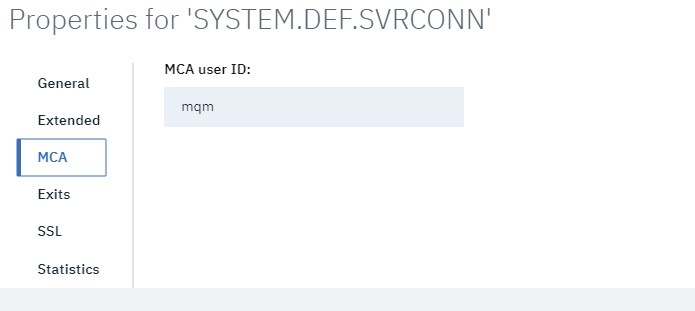 Properties for 'SYSTEM.DEF.SVRCONN'
General
Extended
MCA
Exits
SSL
Statistics
MCA user ID:
mqm